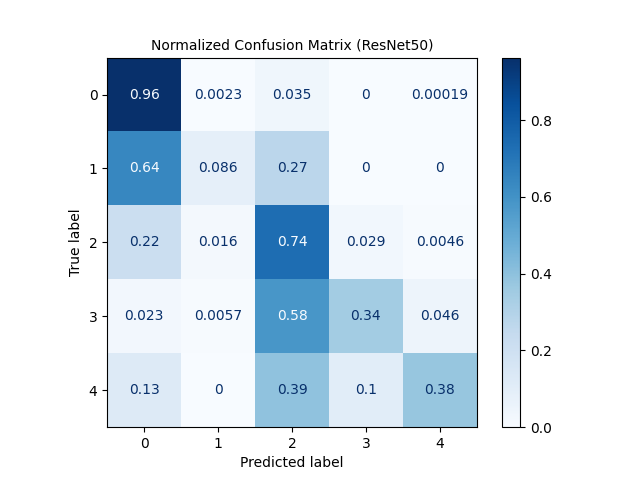 Normalized Confusion Matrix (ResNet50)
True label
0 0.96 0.0023 0.035 0 0.00019
1 0.64 0.086 0.27 0 0
2 0.22 0.016 0.74 0.029 0.0046
3 0.023 0.0057 0.58 0.34 0.046
4 0.13 0 0.39 0.1 0.38
0 1 2 3 4
Predicted label
0.8
0.6
0.4
0.2
0.0